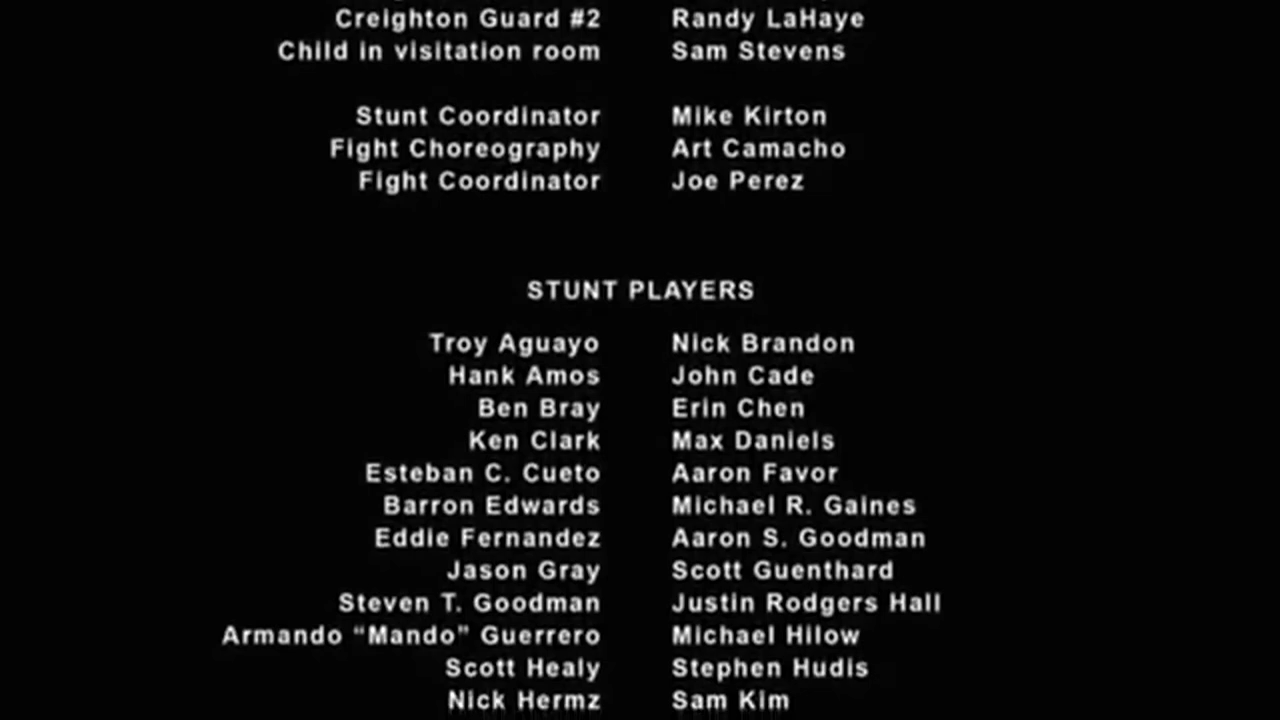 Creighton Guard #2 Randy LaHaye
Child in visitation room Sam Stevens
Stunt Coordinator Mike Kirton
Fight Choreography Art Camacho
Fight Coordinator Joe Perez
STUNT PLAYERS
Troy Aguayo Nick Brandon
Hank Amos John Cade
Ben Bray Erin Chen
Ken Clark Max Daniels
Esteban C. Cueto Aaron Favor
Barron Edwards Michael R. Gaines
Eddie Fernandez Aaron S. Goodman
Jason Gray Scott Guenthard
Steven T. Goodman Justin Rodgers Hall
Armando “Mando” Guerrero Michael Hilow
Scott Healy Stephen Hudis
Nick Hermz Sam Kim